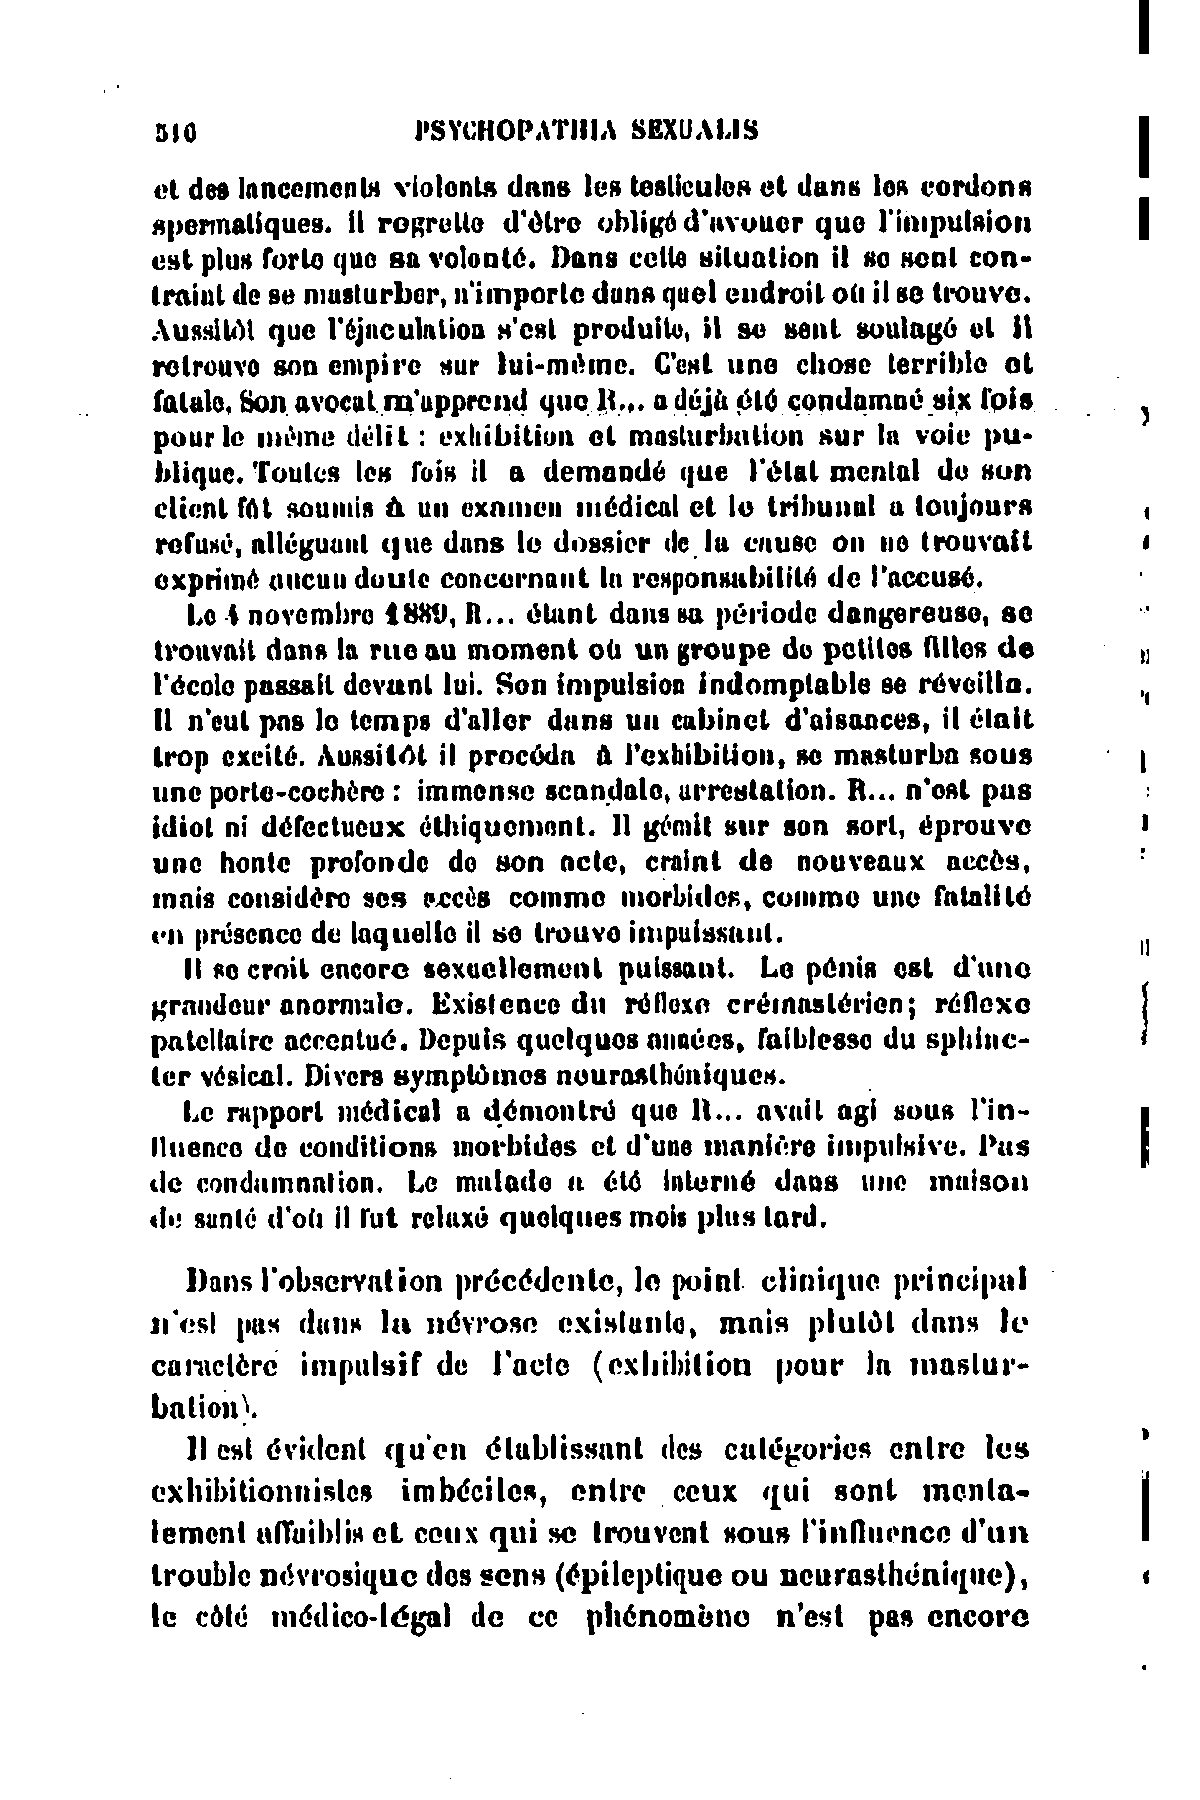 510 PSYCHOPATHIA SEXUALIS
et des lancements violents dans les testicules et dans les cordons
spermatiques. Il regrette d'être obligé d'avouer que l'impulsion
est plus forte que sa volonté. Dans cette situation il se sent con-
traint de se masturber, n'importe dans quel endroit où il se trouve.
Aussitôt que l'éjaculation s'est produite, il se sent soulagé et il
retrouve son empire sur lui-même. C'est une chose terrible et
fatale. Son avocat m'apprend que R... a déjà été condamné six fois
pour le même délit : exhibition et masturbation sur la voie pu-
blique. Toutes les fois il a demandé que l'état mental de son
client fût soumis à un examen médical et le tribunal a toujours
refusé, alléguant que dans le dossier de la cause on ne trouvait
exprimé aucun doute concernant la responsabilité de l'accusé.
Le 4 novembre 1889, R... étant dans sa période dangereuse, se
trouvait dans la rue au moment où un groupe de petites filles de
l'école passait devant lui. Son impulsion indomptable se réveilla.
Il n'eut pas le temps d'aller dans un cabinet d'aisances, il était
trop excité. Aussitôt il procéda à l'exhibition, se masturba sous
une porte-cochère : immense scandale, arrestation. R... n'est pas
idiot ni défectueux éthiquement. Il gémit sur son sort, éprouve
une honte profonde de son acte, craint de nouveaux accès,
mais considère ses accès comme morbides, comme une fatalité
en présence de laquelle il se trouve impuissant.
Il se croit encore sexuellement puissant. Le pénis est d'une
grandeur anormale. Existence du réflexe crémastérien; réflexe
patellaire accentué. Depuis quelques années, faiblesse du sphinc-
ter vésical. Divers symptômes neurasthéniques.
Le rapport médical a démontré que R... avait agi sous l'in-
fluence de conditions morbides et d'une manière impulsive. Pas
de condamnation. Le malade a été interné dans une maison
de santé d'où il fut relaxé quelques mois plus tard.
Dans l'observation précédente, le point clinique principal
n'est pas dans la névrose existante, mais plutôt dans le
caractère impulsif de l'acte (exhibition pour la mastur-
bation).
Il est évident qu'en établissant des catégories entre les
exhibitionnistes imbéciles, entre ceux qui sont menta-
lement affaiblis et ceux qui se trouvent sous l'influence d'un
trouble névrosique des sens (épileptique ou neurasthénique),
le côté médico-légal de ce phénomène n'est pas encore